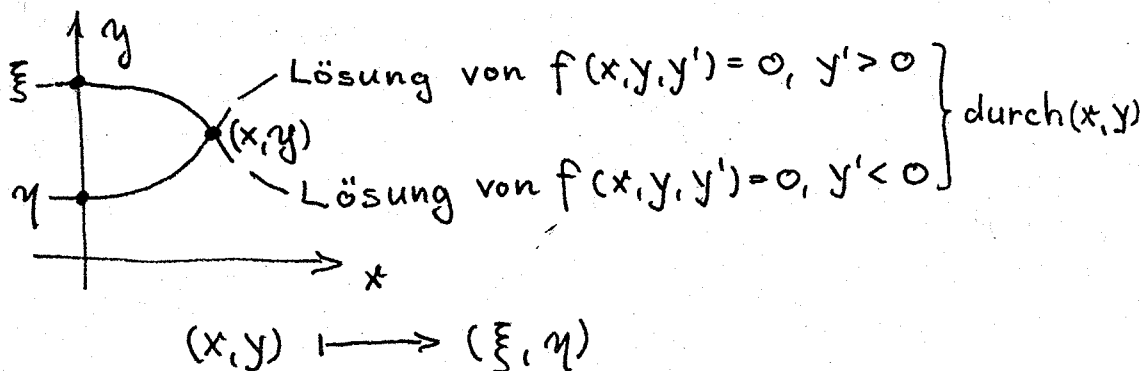 y
ξ
Lösung von f(x,y,y')=0, y'>0
durch(x,y)
(x,y)
η
Lösung von f(x,y,y')=0, y'<0
x
(x,y) ↦ (ξ,η)